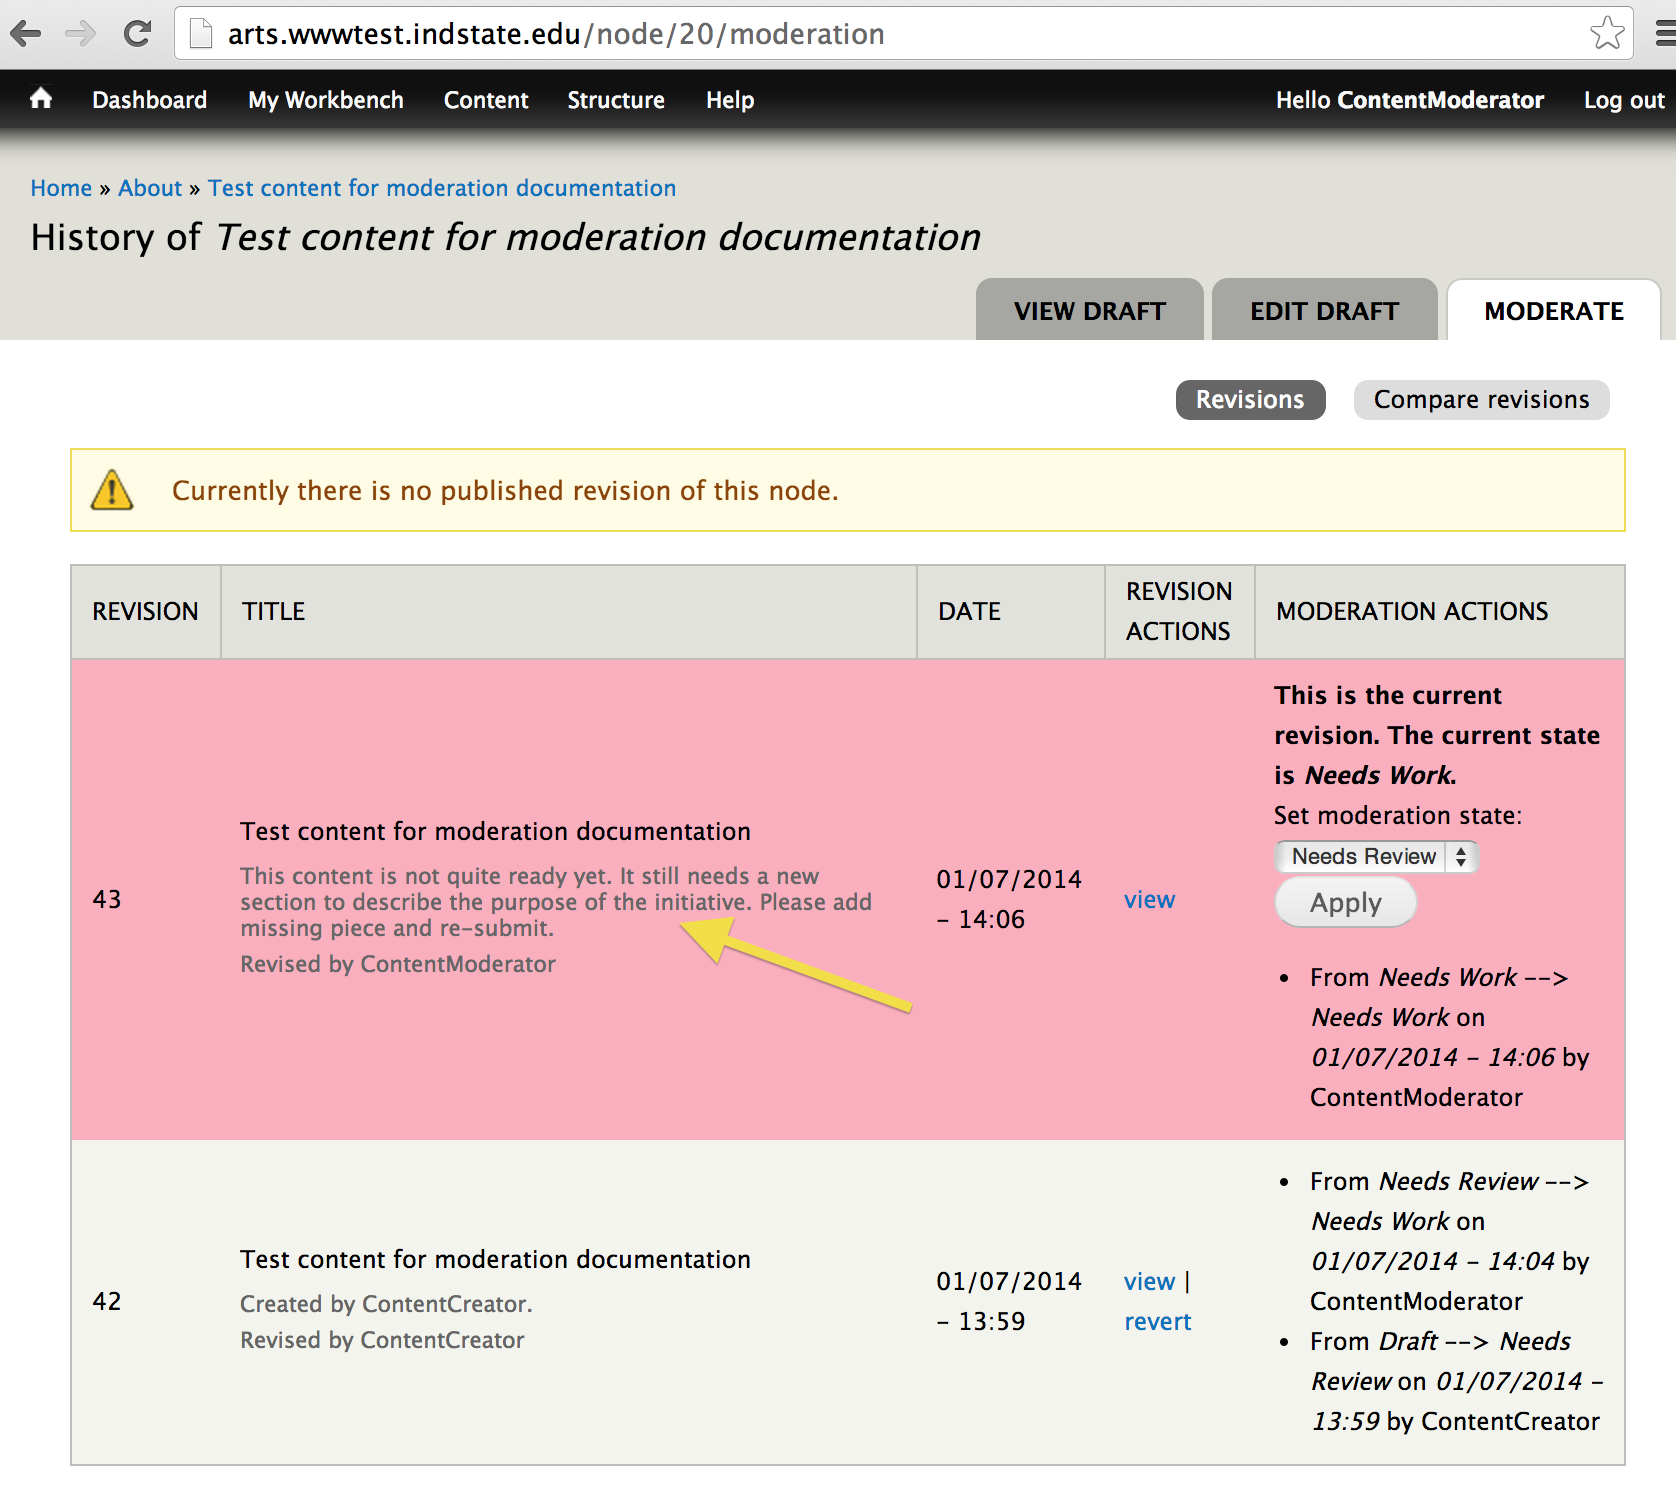 arts.wwwtest.indstate.edu/node/20/moderation
Dashboard My Workbench Content Structure Help Hello ContentModerator Log out
Home » About » Test content for moderation documentation
History of Test content for moderation documentation
VIEW DRAFT EDIT DRAFT MODERATE
Revisions Compare revisions
Currently there is no published revision of this node.
REVISION TITLE DATE REVISION ACTIONS MODERATION ACTIONS
43
Test content for moderation documentation
This content is not quite ready yet. It still needs a new
section to describe the purpose of the initiative. Please add
missing piece and re-submit.
Revised by ContentModerator
01/07/2014
– 14:06
view
This is the current
revision. The current state
is Needs Work.
Set moderation state:
Needs Review
Apply
• From Needs Work -->
Needs Work on
01/07/2014 – 14:06 by
ContentModerator
42
Test content for moderation documentation
Created by ContentCreator.
Revised by ContentCreator
01/07/2014
– 13:59
view |
revert
• From Needs Review -->
Needs Work on
01/07/2014 – 14:04 by
ContentModerator
• From Draft --> Needs
Review on 01/07/2014 –
13:59 by ContentCreator